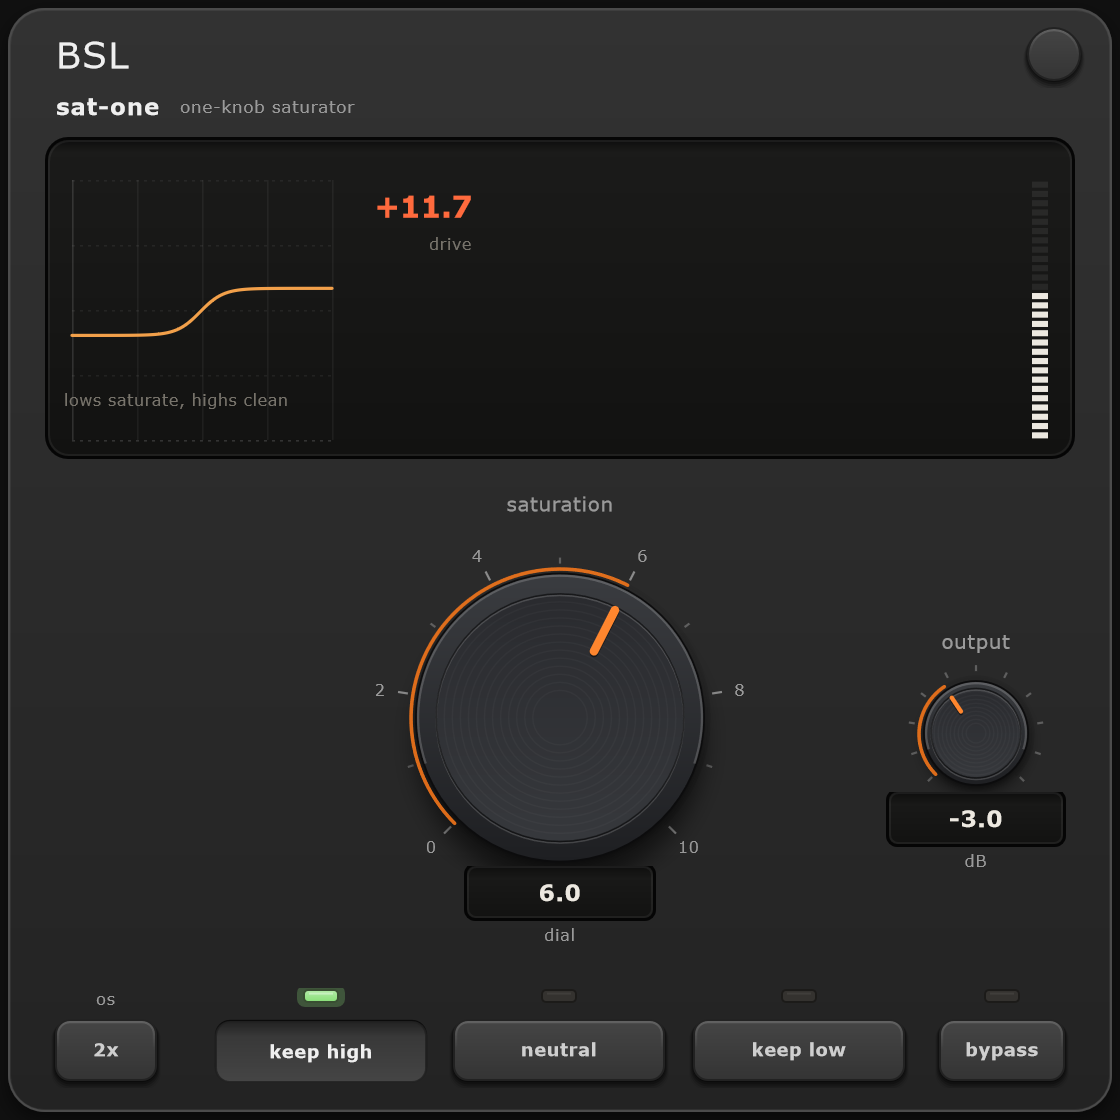 BSL
sat-one one-knob saturator
+11.7
drive
lows saturate, highs clean
saturation
4 6
2 8
0 10
6.0
dial
output
-3.0
dB
os
2x keep high neutral keep low bypass